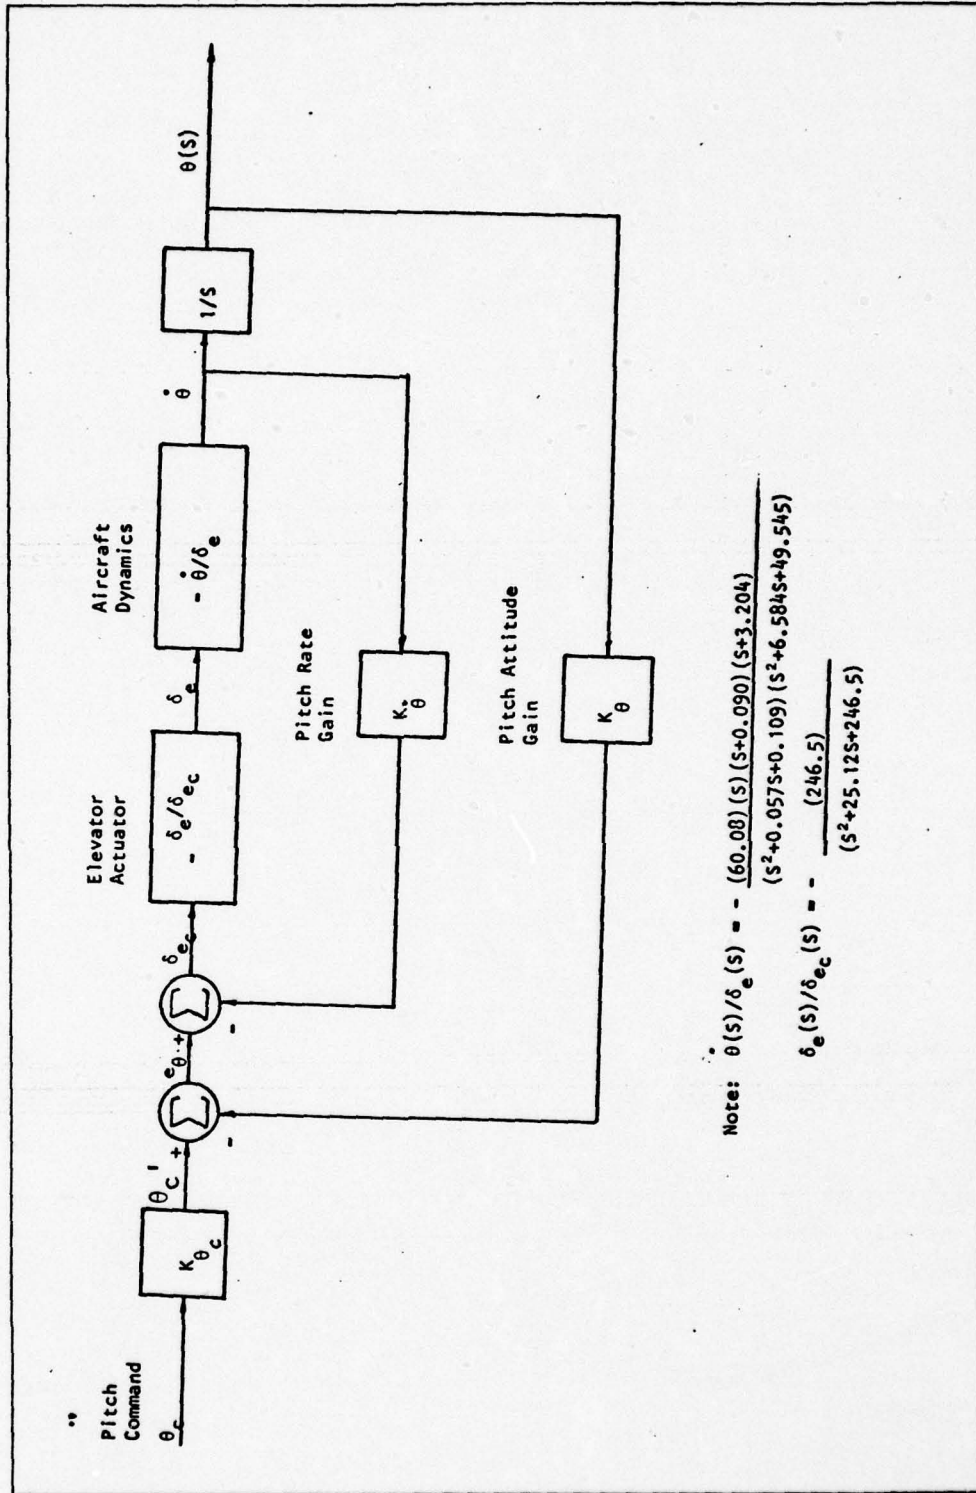 Pitch
Command
θc
Kθc
θc'
+
-
Σ
eθ
+
-
Σ
δec
Elevator
Actuator
- δe/δec
δe
Aircraft
Dynamics
- θ̇/δe
θ̇
1/S
θ(S)
Pitch Rate
Gain
Kθ̇
Pitch Attitude
Gain
Kθ
Note: θ̇(S)/δe(S) = - (60.08)(S)(S+0.090)(S+3.204)
(S²+0.057S+0.109)(S²+6.584S+49.545)
δe(S)/δec(S) = - (246.5)
(S²+25.12S+246.5)